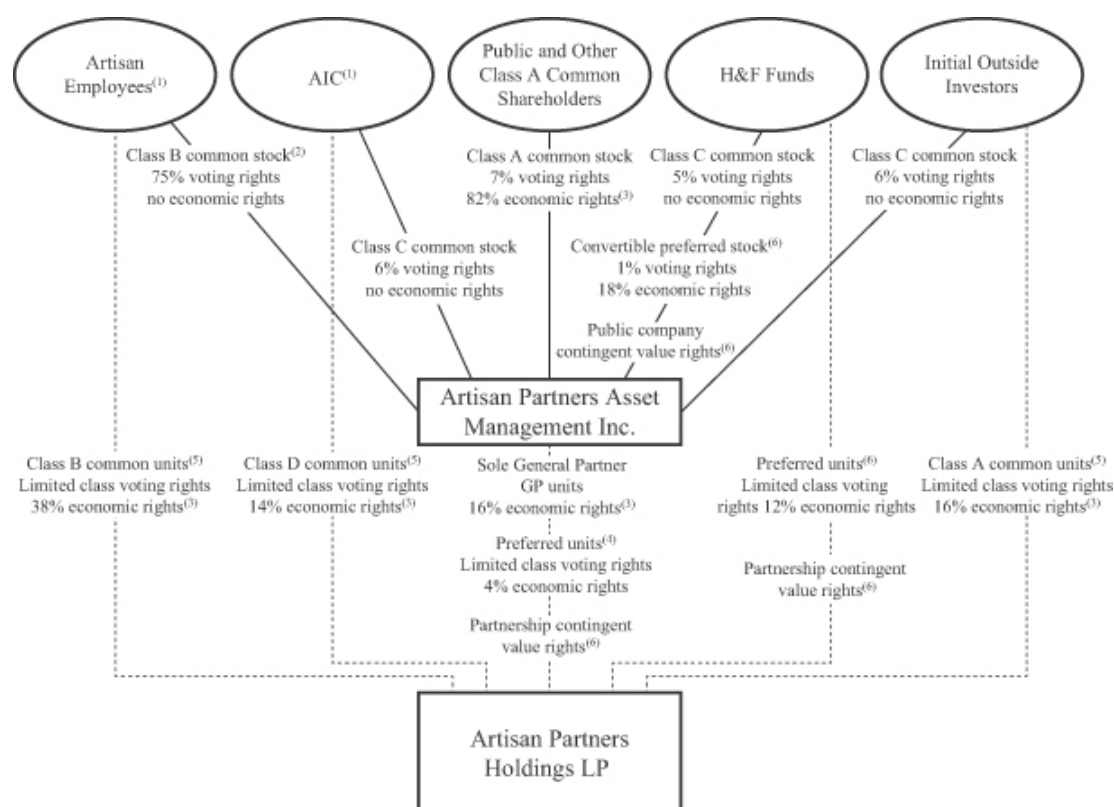 Artisan
Employees(1)
AIC(1)
Public and Other
Class A Common
Shareholders
H&F Funds
Initial Outside
Investors
Class B common stock(2)
75% voting rights
no economic rights
Class C common stock
6% voting rights
no economic rights
Class A common stock
7% voting rights
82% economic rights(3)
Class C common stock
5% voting rights
no economic rights
Convertible preferred stock(6)
1% voting rights
18% economic rights
Public company
contingent value rights(6)
Class C common stock
6% voting rights
no economic rights
Artisan Partners Asset
Management Inc.
Class B common units(5)
Limited class voting rights
38% economic rights(3)
Class D common units(5)
Limited class voting rights
14% economic rights(3)
Sole General Partner
GP units
16% economic rights(3)
Preferred units(4)
Limited class voting rights
4% economic rights
Partnership contingent
value rights(6)
Preferred units(6)
Limited class voting
rights 12% economic rights
Partnership contingent
value rights(6)
Class A common units(5)
Limited class voting rights
16% economic rights(3)
Artisan Partners
Holdings LP